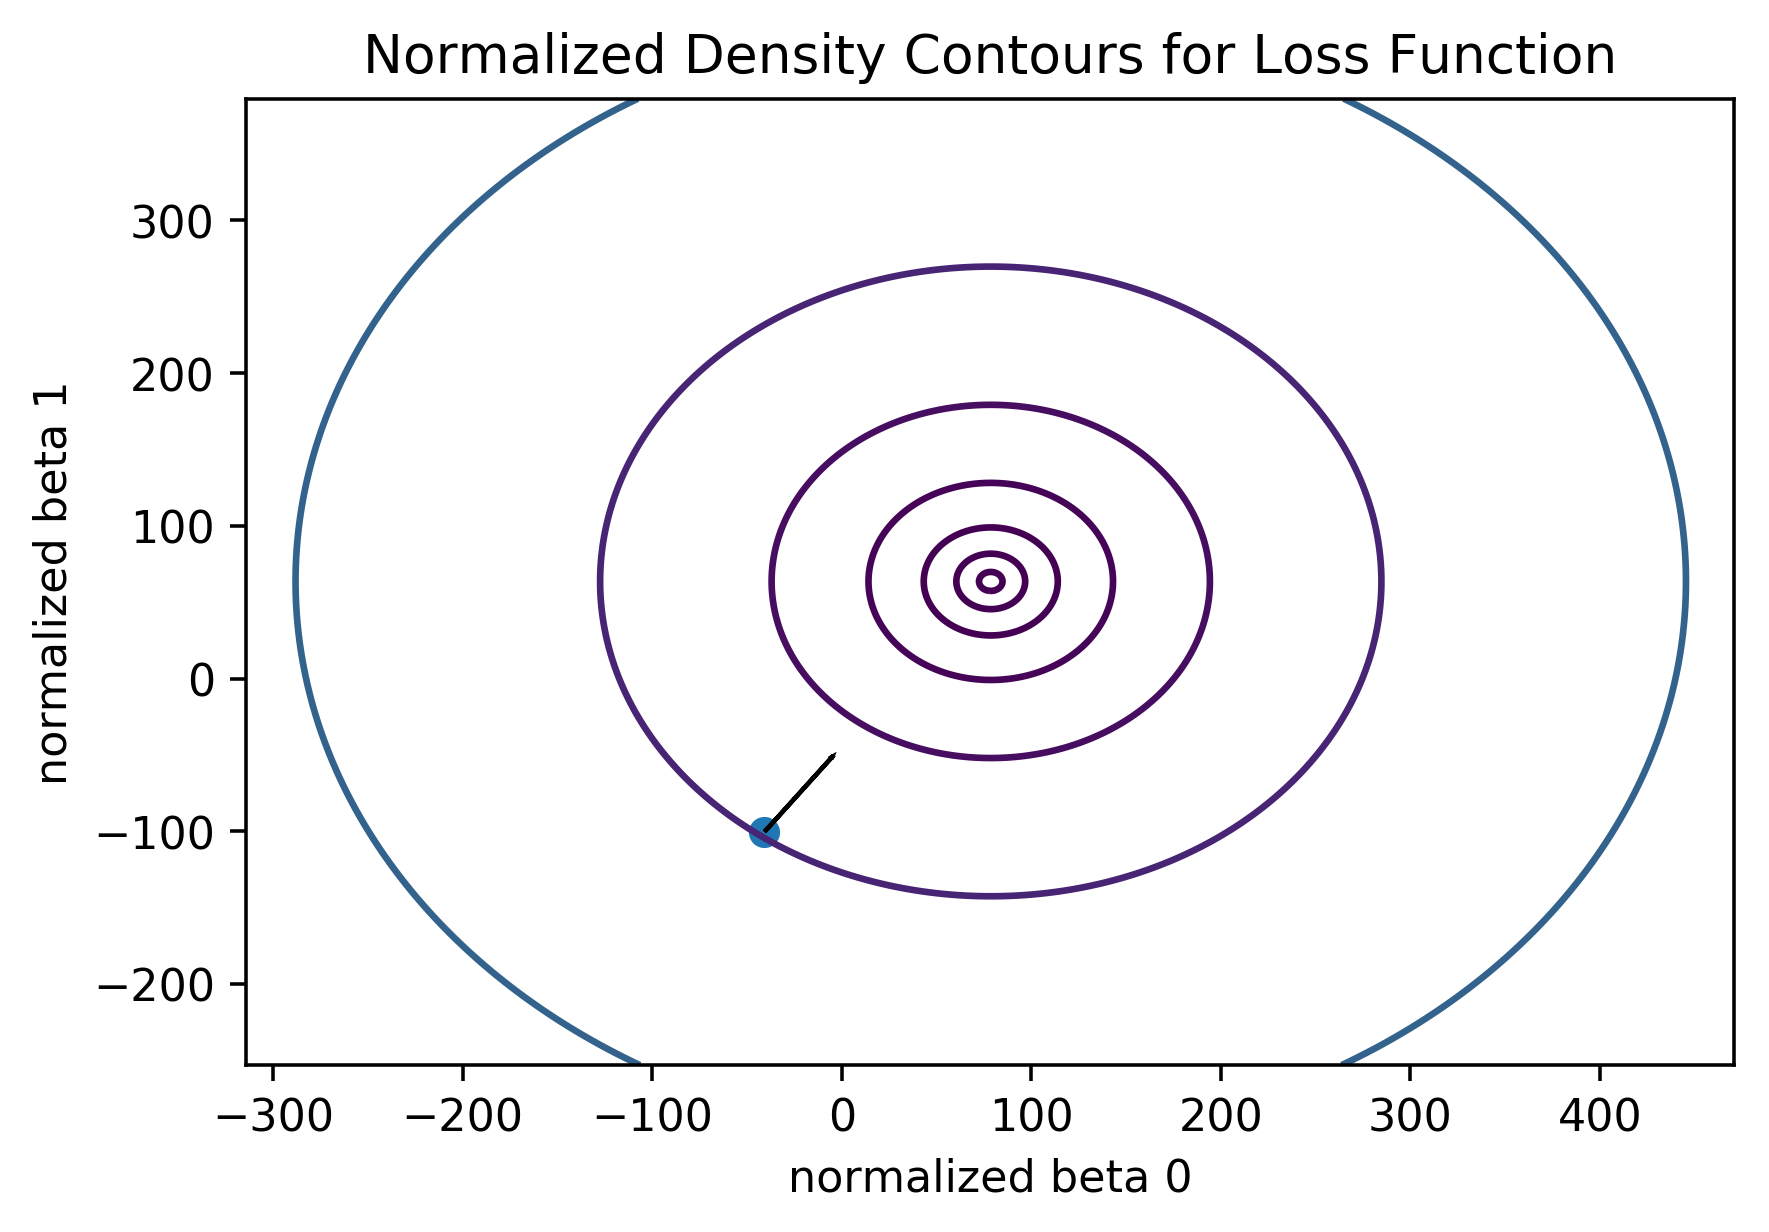 Normalized Density Contours for Loss Function
300
200
100
0
−100
−200
normalized beta 1
−300 −200 −100 0 100 200 300 400
normalized beta 0